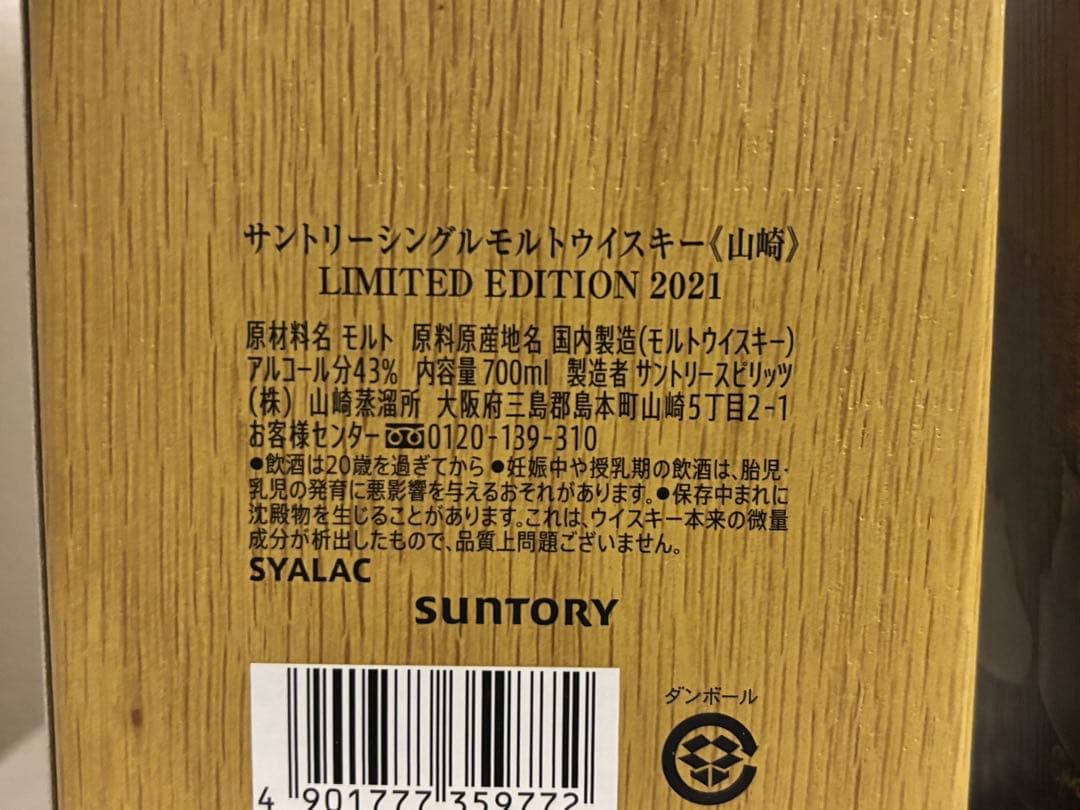 サントリーシングルモルトウイスキー《山崎》
LIMITED EDITION 2021
原材料名 モルト 原料原産地名 国内製造(モルトウイスキー)
アルコール分43% 内容量700ml 製造者 サントリースピリッツ
(株) 山崎蒸溜所 大阪府三島郡島本町山崎5丁目2-1
お客様センター 0120-139-310
●飲酒は20歳を過ぎてから●妊娠中や授乳期の飲酒は、胎児・
乳児の発育に悪影響を与えるおそれがあります。●保存中まれに
沈殿物を生じることがあります。これは、ウイスキー本来の微量
成分が析出したもので、品質上問題ございません。
SYALAC
SUNTORY
ダンボール
4 901777 359772